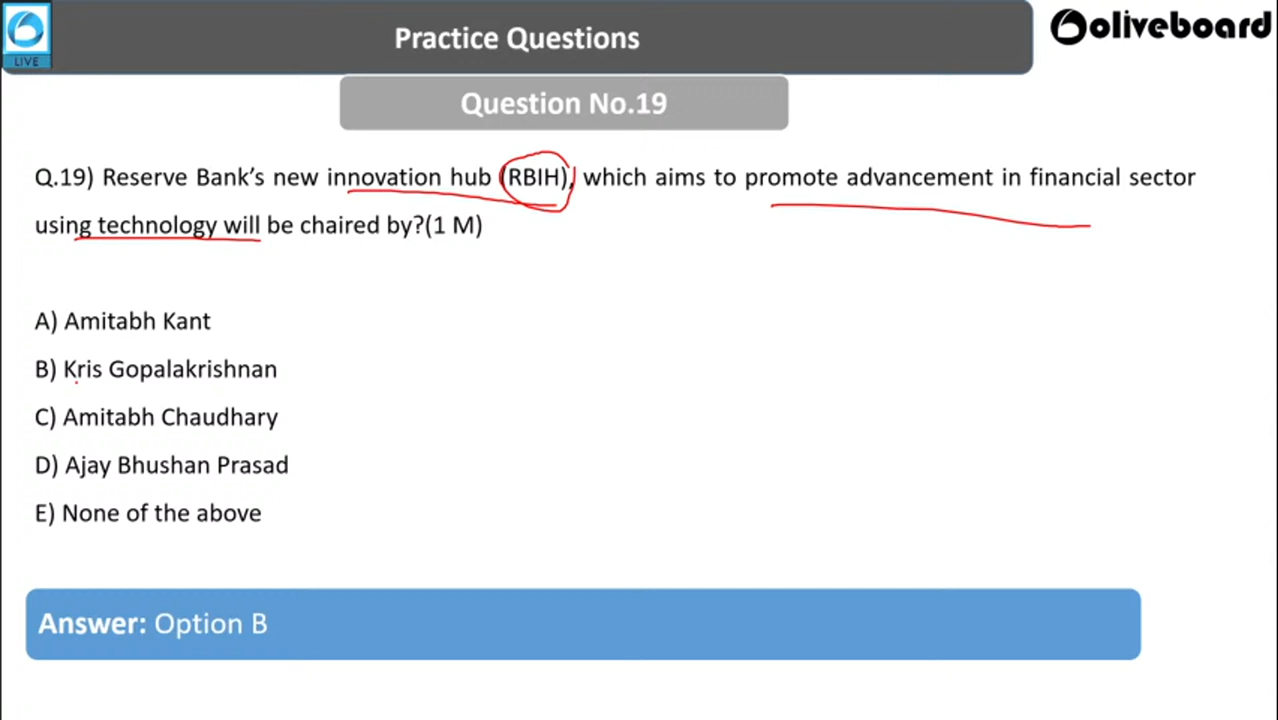 LIVE
Practice Questions
oliveboard
Question No.19
Q.19) Reserve Bank's new innovation hub (RBIH), which aims to promote advancement in financial sector
using technology will be chaired by?(1 M)
A) Amitabh Kant
B) Kris Gopalakrishnan
C) Amitabh Chaudhary
D) Ajay Bhushan Prasad
E) None of the above
Answer: Option B